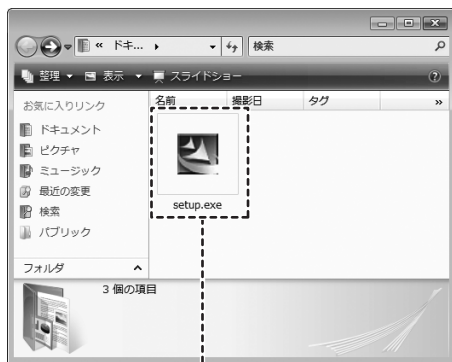 « ドキ...
検索
整理 表示 スライドショー
名前 撮影日 タグ »
お気に入りリンク
ドキュメント
ピクチャ
ミュージック
最近の変更
検索
パブリック
setup.exe
フォルダ
3 個の項目